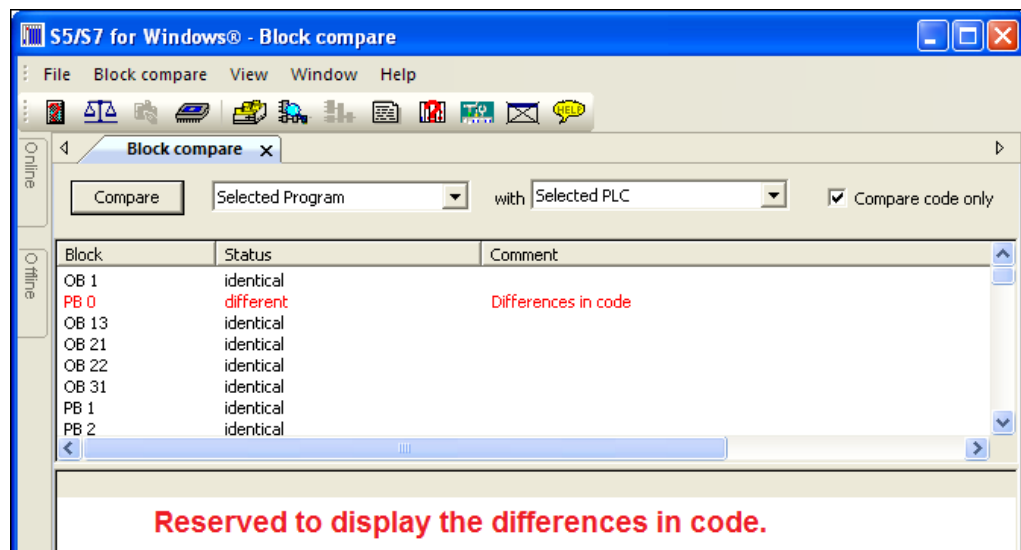 S5/S7 for Windows® - Block compare
File Block compare View Window Help
HELP
Online
Block compare x
Compare Selected Program with Selected PLC Compare code only
Offline
Block Status Comment
OB 1 identical
PB 0 different Differences in code
OB 13 identical
OB 21 identical
OB 22 identical
OB 31 identical
PB 1 identical
PB 2 identical
Reserved to display the differences in code.